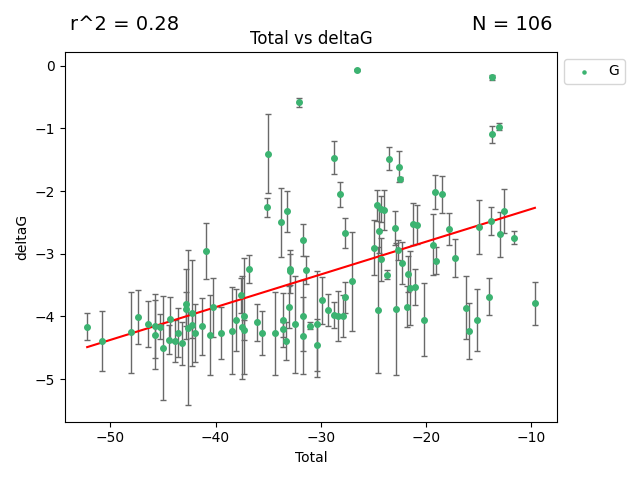 r^2 = 0.28
N = 106
Total vs deltaG
G
deltaG
0
−1
−2
−3
−4
−5
−50
−40
−30
−20
−10
Total